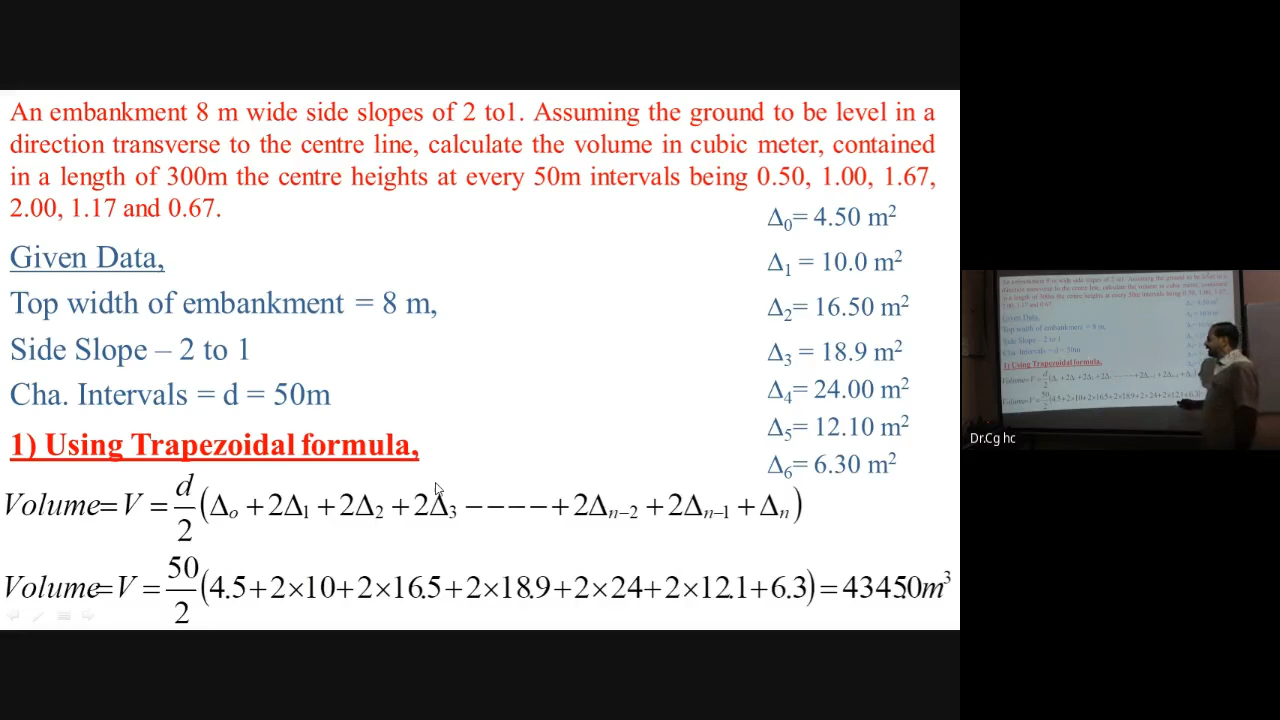 An embankment 8 m wide side slopes of 2 to1. Assuming the ground to be level in a
direction transverse to the centre line, calculate the volume in cubic meter, contained
in a length of 300m the centre heights at every 50m intervals being 0.50, 1.00, 1.67,
2.00, 1.17 and 0.67.
Δ₀= 4.50 m²
Given Data,
Δ₁ = 10.0 m²
Top width of embankment = 8 m,
Δ₂= 16.50 m²
Side Slope – 2 to 1
Δ₃ = 18.9 m²
Cha. Intervals = d = 50m
Δ₄= 24.00 m²
Δ₅= 12.10 m²
1) Using Trapezoidal formula,
Δ₆= 6.30 m²
Volume= V = d/2 (Δₒ + 2Δ₁ + 2Δ₂ + 2Δ₃ −−−−− + 2Δₙ₋₂ + 2Δₙ₋₁ + Δₙ)
Volume= V = 50/2 (4.5+2×10+2×16.5+2×18.9+2×24+2×12.1+6.3) = 4345.0m³
Dr.Cg hc